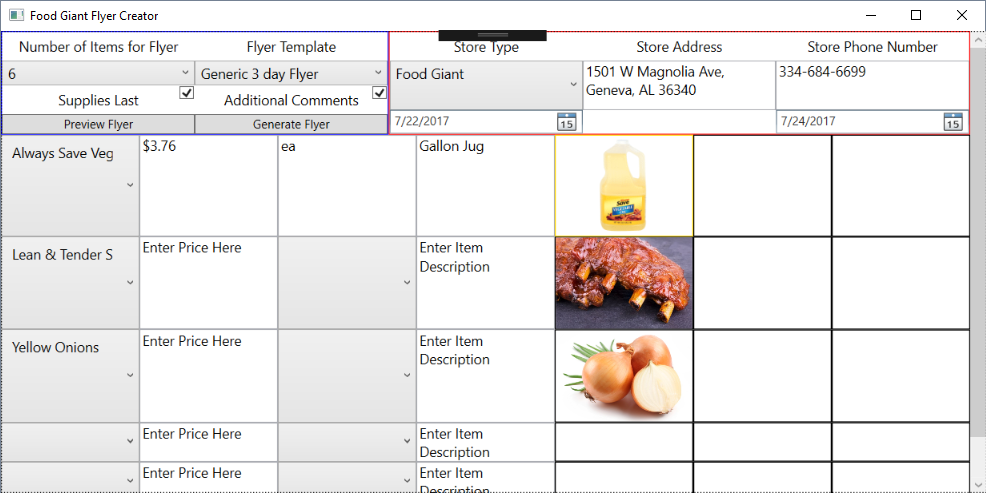 Food Giant Flyer Creator
Number of Items for Flyer
Flyer Template
Store Type
Store Address
Store Phone Number
6
Generic 3 day Flyer
Food Giant
1501 W Magnolia Ave,
Geneva, AL 36340
334-684-6699
Supplies Last
Additional Comments
Preview Flyer
Generate Flyer
7/22/2017
15
7/24/2017
15
Always Save Veg
$3.76
ea
Gallon Jug
Save
Lean & Tender S
Enter Price Here
Enter Item
Description
Yellow Onions
Enter Price Here
Enter Item
Description
Enter Price Here
Enter Item
Description
Enter Price Here
Enter Item
Description